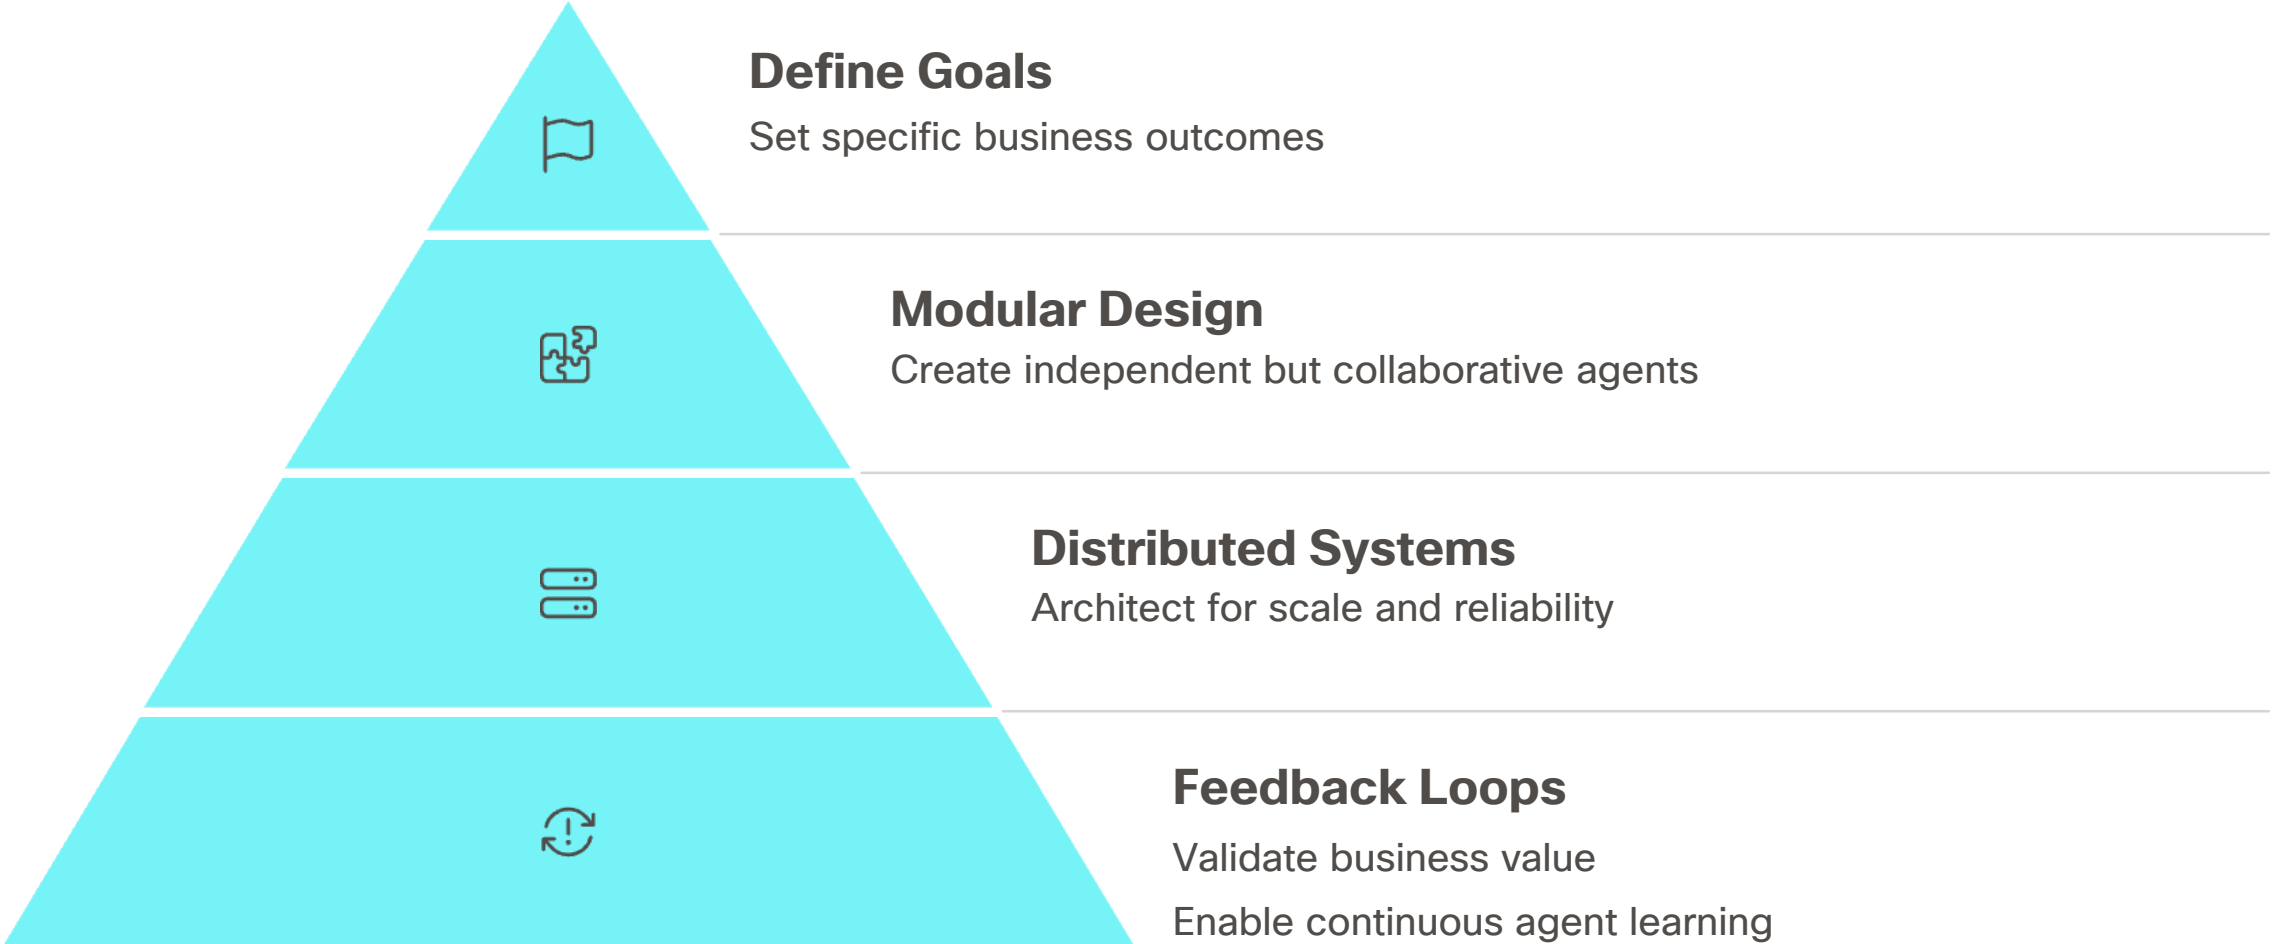 Define Goals
Set specific business outcomes
Modular Design
Create independent but collaborative agents
Distributed Systems
Architect for scale and reliability
Feedback Loops
Validate business value
Enable continuous agent learning